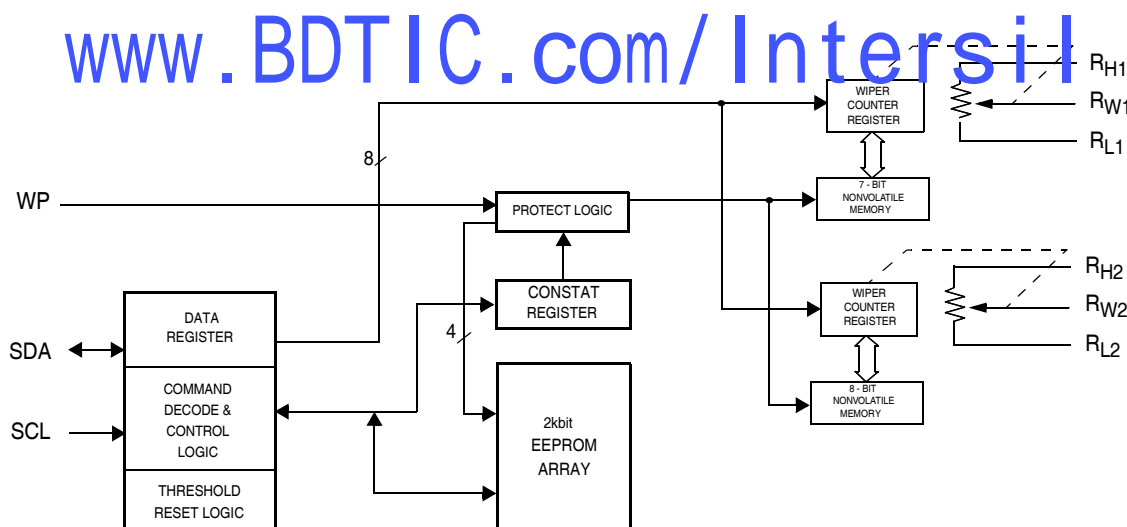 www.BDTIC.com/Intersil
RH1
WIPER
COUNTER
REGISTER
RW1
RL1
8
7 - BIT
NONVOLATILE
MEMORY
WP
PROTECT LOGIC
RH2
WIPER
COUNTER
REGISTER
RW2
CONSTAT
REGISTER
DATA
REGISTER
4
RL2
SDA
8 - BIT
NONVOLATILE
MEMORY
COMMAND
DECODE &
CONTROL
LOGIC
2kbit
EEPROM
ARRAY
SCL
THRESHOLD
RESET LOGIC